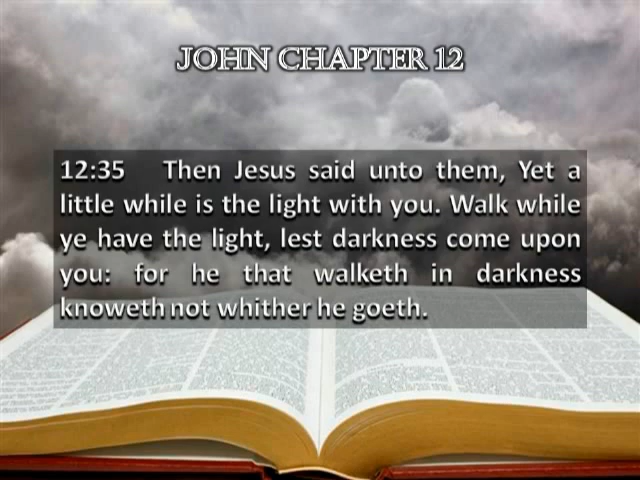 JOHN CHAPTER 12
12:35 Then Jesus said unto them, Yet a
little while is the light with you. Walk while
ye have the light, lest darkness come upon
you: for he that walketh in darkness
knoweth not whither he goeth.